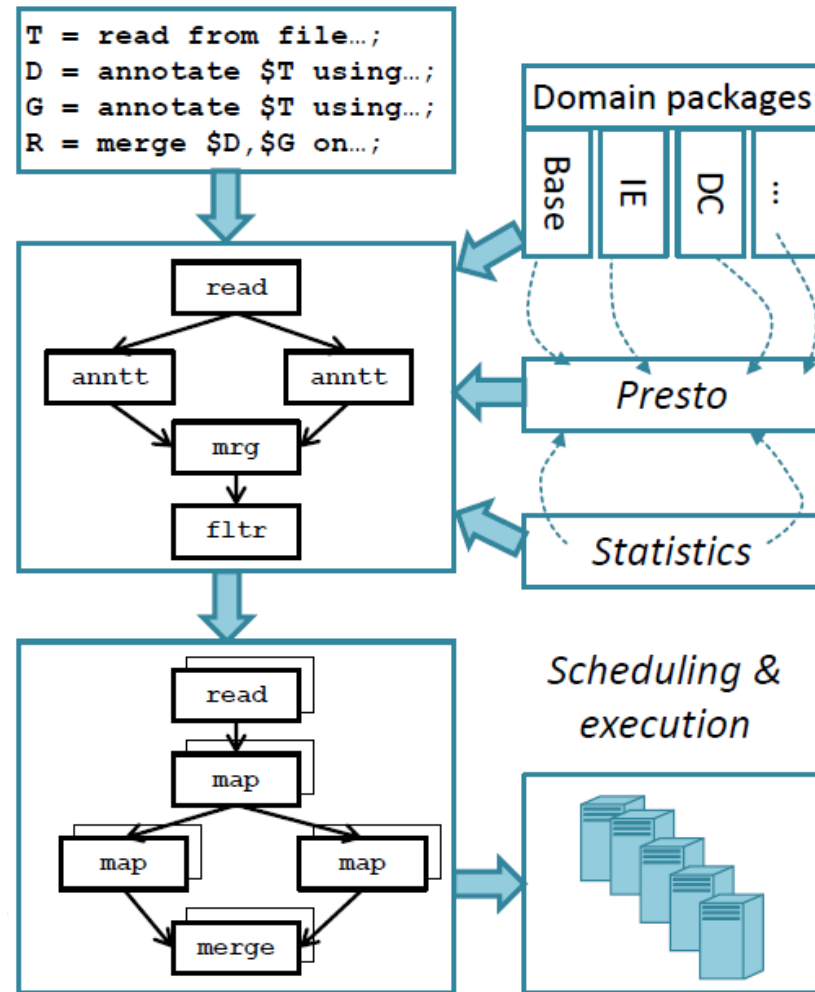 T = read from file…;
D = annotate $T using…;
G = annotate $T using…;
R = merge $D,$G on…;
Domain packages
Base
IE
DC
...
read
anntt
anntt
mrg
fltr
Presto
Statistics
read
map
map
map
merge
Scheduling &
execution